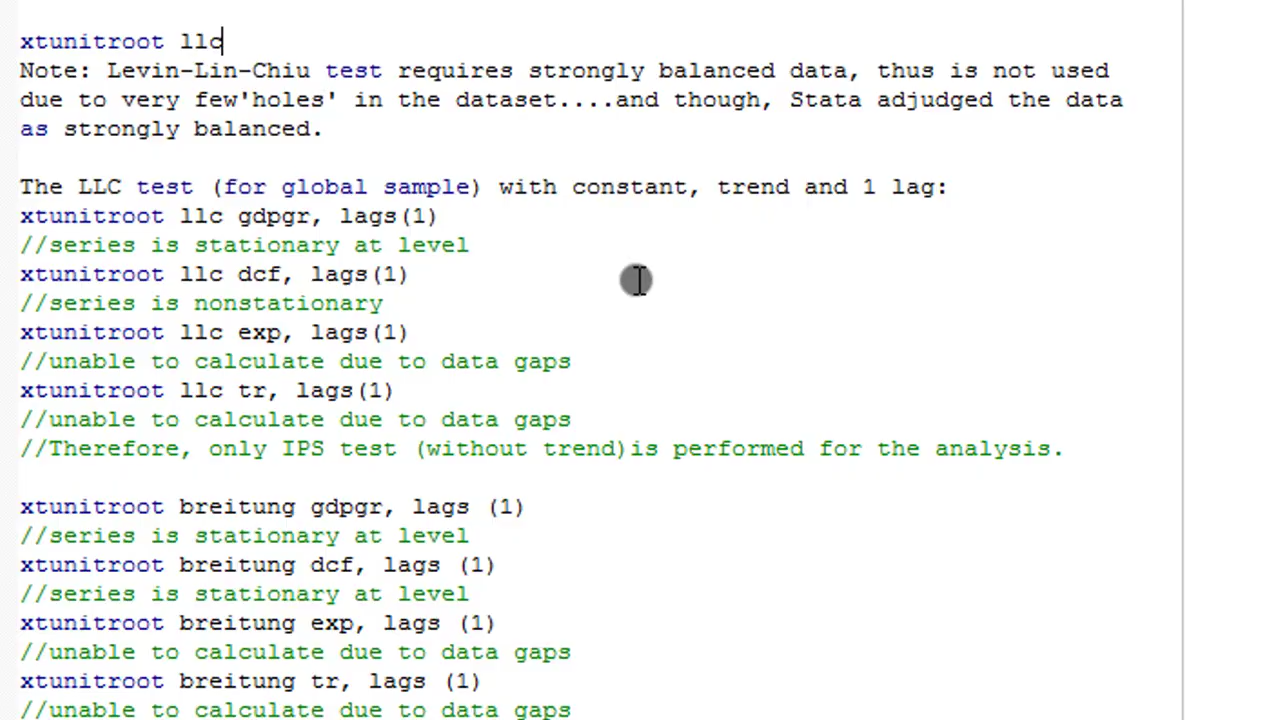 xtunitroot llc
Note: Levin-Lin-Chiu test requires strongly balanced data, thus is not used
due to very few'holes' in the dataset....and though, Stata adjudged the data
as strongly balanced.
The LLC test (for global sample) with constant, trend and 1 lag:
xtunitroot llc gdpgr, lags(1)
//series is stationary at level
xtunitroot llc dcf, lags(1)
//series is nonstationary
xtunitroot llc exp, lags(1)
//unable to calculate due to data gaps
xtunitroot llc tr, lags(1)
//unable to calculate due to data gaps
//Therefore, only IPS test (without trend)is performed for the analysis.
xtunitroot breitung gdpgr, lags (1)
//series is stationary at level
xtunitroot breitung dcf, lags (1)
//series is stationary at level
xtunitroot breitung exp, lags (1)
//unable to calculate due to data gaps
xtunitroot breitung tr, lags (1)
//unable to calculate due to data gaps